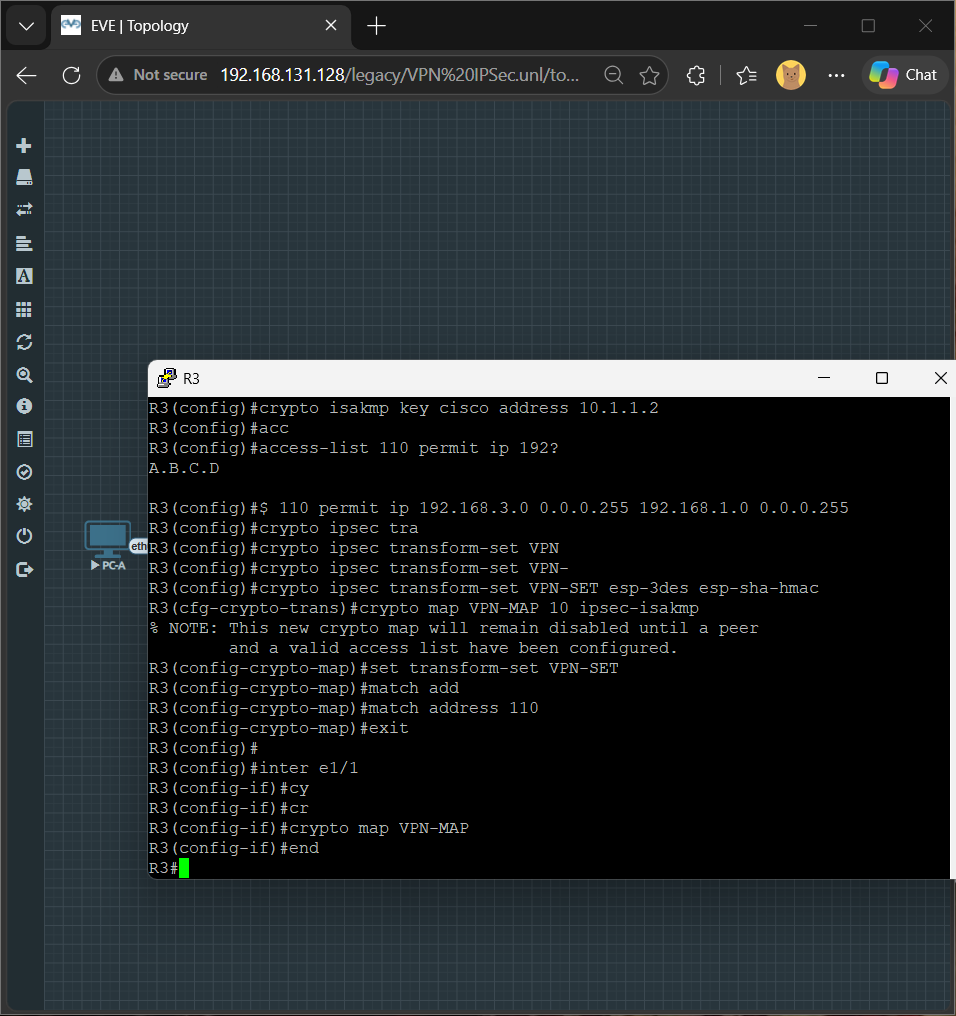 EVE | Topology
Not secure 192.168.131.128/legacy/VPN%20IPSec.unl/to...
Chat
R3
R3(config)#crypto isakmp key cisco address 10.1.1.2
R3(config)#acc
R3(config)#access-list 110 permit ip 192?
A.B.C.D
R3(config)#$ 110 permit ip 192.168.3.0 0.0.0.255 192.168.1.0 0.0.0.255
R3(config)#crypto ipsec tra
R3(config)#crypto ipsec transform-set VPN
R3(config)#crypto ipsec transform-set VPN-
R3(config)#crypto ipsec transform-set VPN-SET esp-3des esp-sha-hmac
R3(cfg-crypto-trans)#crypto map VPN-MAP 10 ipsec-isakmp
% NOTE: This new crypto map will remain disabled until a peer
and a valid access list have been configured.
R3(config-crypto-map)#set transform-set VPN-SET
R3(config-crypto-map)#match add
R3(config-crypto-map)#match address 110
R3(config-crypto-map)#exit
R3(config)#
R3(config)#inter e1/1
R3(config-if)#cy
R3(config-if)#cr
R3(config-if)#crypto map VPN-MAP
R3(config-if)#end
R3#
eth
PC-A